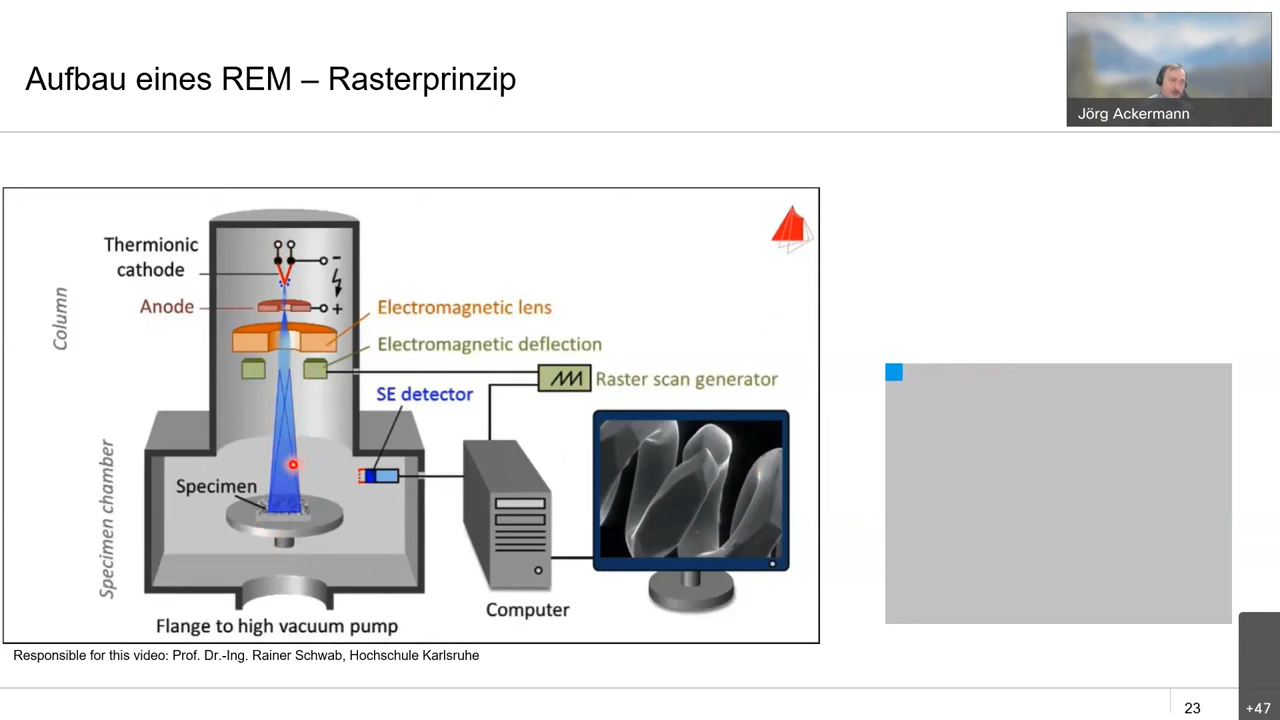 Aufbau eines REM – Rasterprinzip
Jörg Ackermann
Thermionic
cathode
–
Anode
+
Electromagnetic lens
Electromagnetic deflection
Raster scan generator
SE detector
Column
Specimen chamber
Specimen
Computer
Flange to high vacuum pump
Responsible for this video: Prof. Dr.-Ing. Rainer Schwab, Hochschule Karlsruhe
23
+47